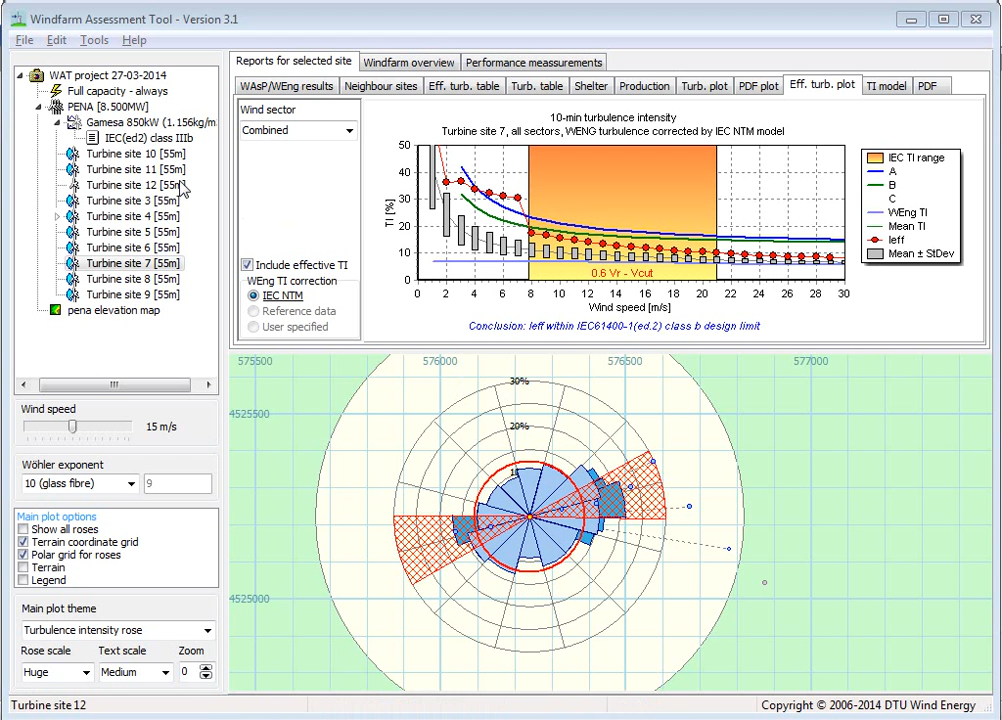 Windfarm Assessment Tool - Version 3.1
File Edit Tools Help
WAT project 27-03-2014
Full capacity - always
PENA [8.500MW]
Gamesa 850kW (1.156kg/m
IEC(ed2) class IIIb
Turbine site 10 [55m]
Turbine site 11 [55m]
Turbine site 12 [55m]
Turbine site 3 [55m]
Turbine site 4 [55m]
Turbine site 5 [55m]
Turbine site 6 [55m]
Turbine site 7 [55m]
Turbine site 8 [55m]
Turbine site 9 [55m]
pena elevation map
Wind speed
15 m/s
Wöhler exponent
10 (glass fibre) 9
Main plot options
Show all roses
Terrain coordinate grid
Polar grid for roses
Terrain
Legend
Main plot theme
Turbulence intensity rose
Rose scale Text scale Zoom
Huge Medium 0
Reports for selected site Windfarm overview Performance measurements
WAsP/WEng results Neighbour sites Eff. turb. table Turb. table Shelter Production Turb. plot PDF plot Eff. turb. plot TI model PDF
Wind sector
Combined
Include effective TI
WEng TI correction
IEC NTM
Reference data
User specified
10-min turbulence intensity
Turbine site 7, all sectors, WENG turbulence corrected by IEC NTM model
TI [%]
50
40
30
20
10
0
0.6 Vr - Vcut
0 2 4 6 8 10 12 14 16 18 20 22 24 26 28 30
Wind speed [m/s]
Conclusion: Ieff within IEC61400-1(ed.2) class b design limit
IEC TI range
A
B
C
WEng TI
Mean TI
Ieff
Mean ± StDev
575500 576000 576500 577000
4525500
4525000
30%
20%
Turbine site 12
Copyright © 2006-2014 DTU Wind Energy